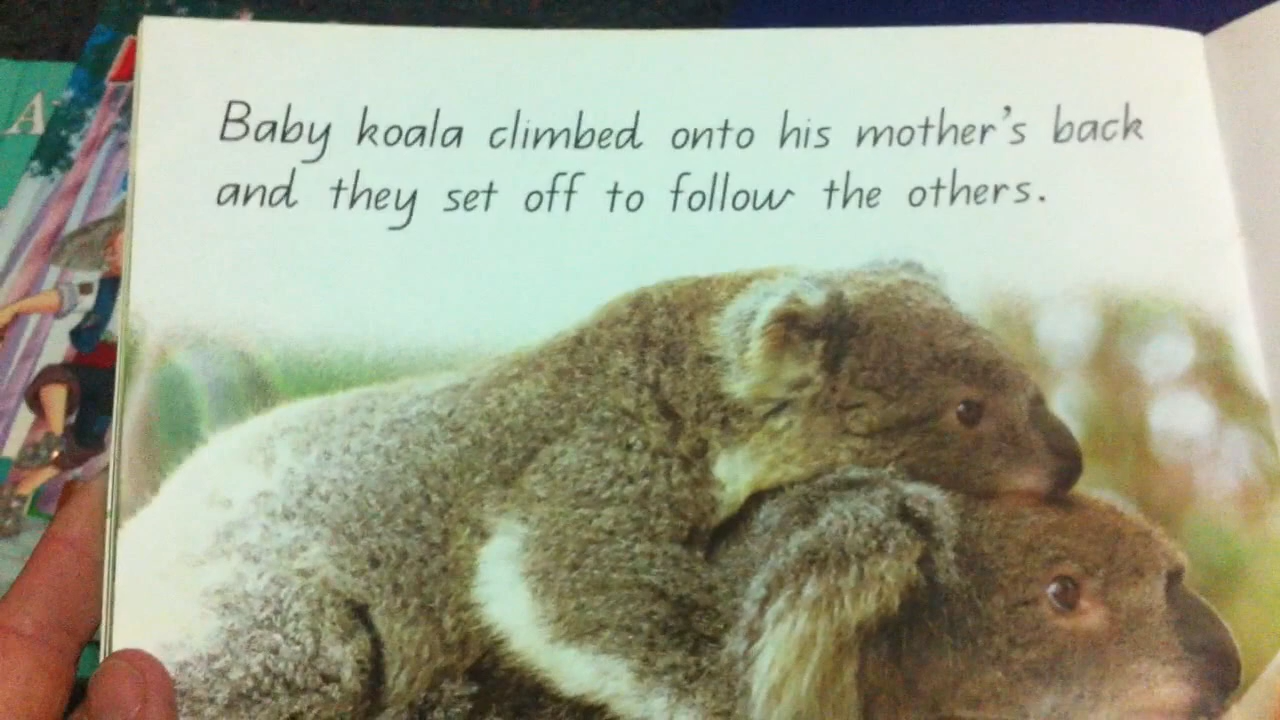 Baby koala climbed onto his mother's back
and they set off to follow the others.
A